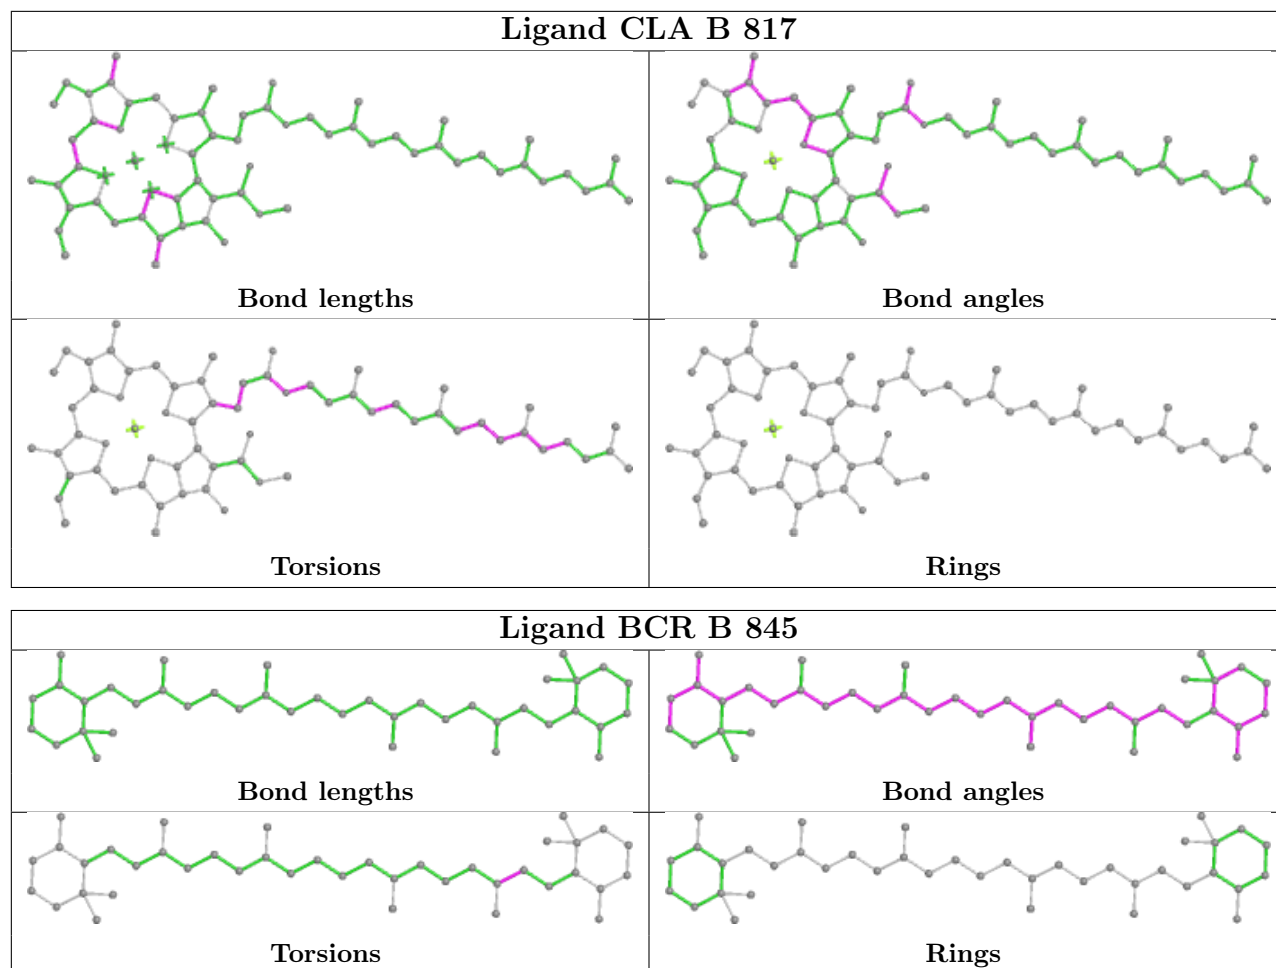 Ligand CLA B 817
Bond lengths
Bond angles
Torsions
Rings
Ligand BCR B 845
Bond lengths
Bond angles
Torsions
Rings